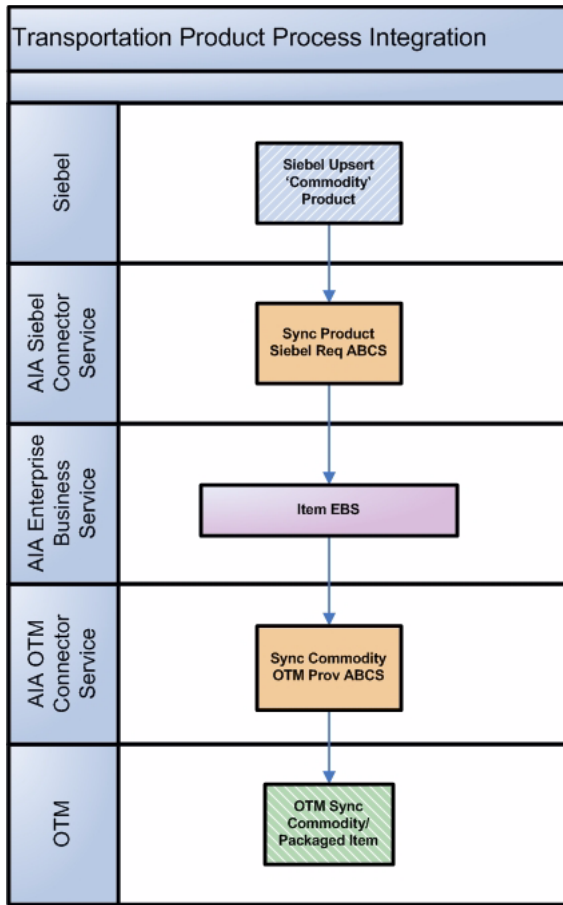 Transportation Product Process Integration
Siebel
Siebel Upsert
‘Commodity’
Product
AIA Siebel
Connector
Service
Sync Product
Siebel Req ABCS
AIA Enterprise
Business
Service
Item EBS
AIA OTM
Connector
Service
Sync Commodity
OTM Prov ABCS
OTM
OTM Sync
Commodity/
Packaged Item